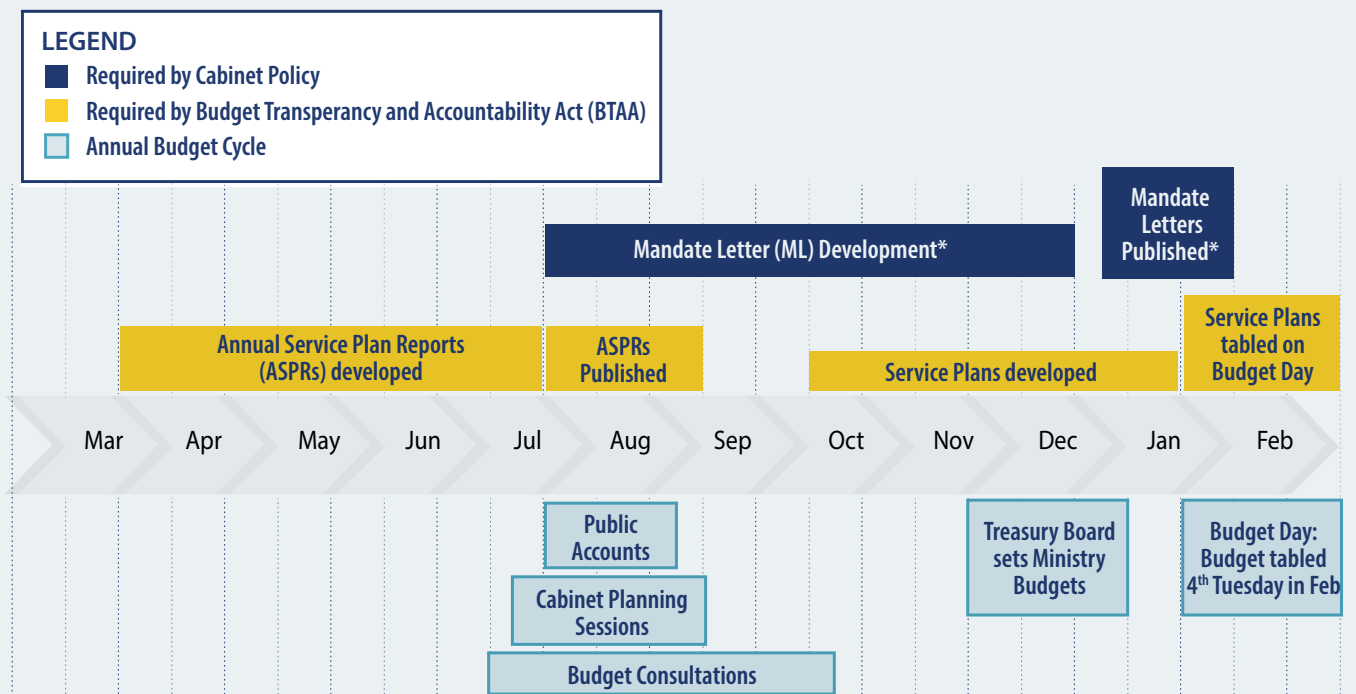 LEGEND
Required by Cabinet Policy
Required by Budget Transperancy and Accountability Act (BTAA)
Annual Budget Cycle
Mandate
Letters
Published*
Mandate Letter (ML) Development*
Annual Service Plan Reports
(ASPRs) developed
ASPRs
Published
Service Plans developed
Service Plans
tabled on
Budget Day
Mar
Apr
May
Jun
Jul
Aug
Sep
Oct
Nov
Dec
Jan
Feb
Public
Accounts
Cabinet Planning
Sessions
Budget Consultations
Treasury Board
sets Ministry
Budgets
Budget Day:
Budget tabled
4th Tuesday in Feb